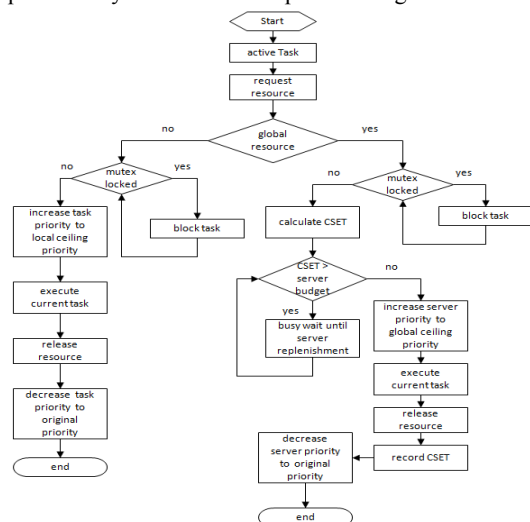 Start
active Task
request
resource
global
resource
no
yes
mutex
locked
no
yes
block task
increase task
priority to
local ceiling
priority
execute
current task
release
resource
decrease task
priority to
original
priority
end
mutex
locked
no
yes
block task
calculate CSET
CSET >
server
budget
no
yes
busy wait until
server
replenishment
increase server
priority to
global ceiling
priority
execute
current task
release
resource
record CSET
decrease
server priority
to original
priority
end